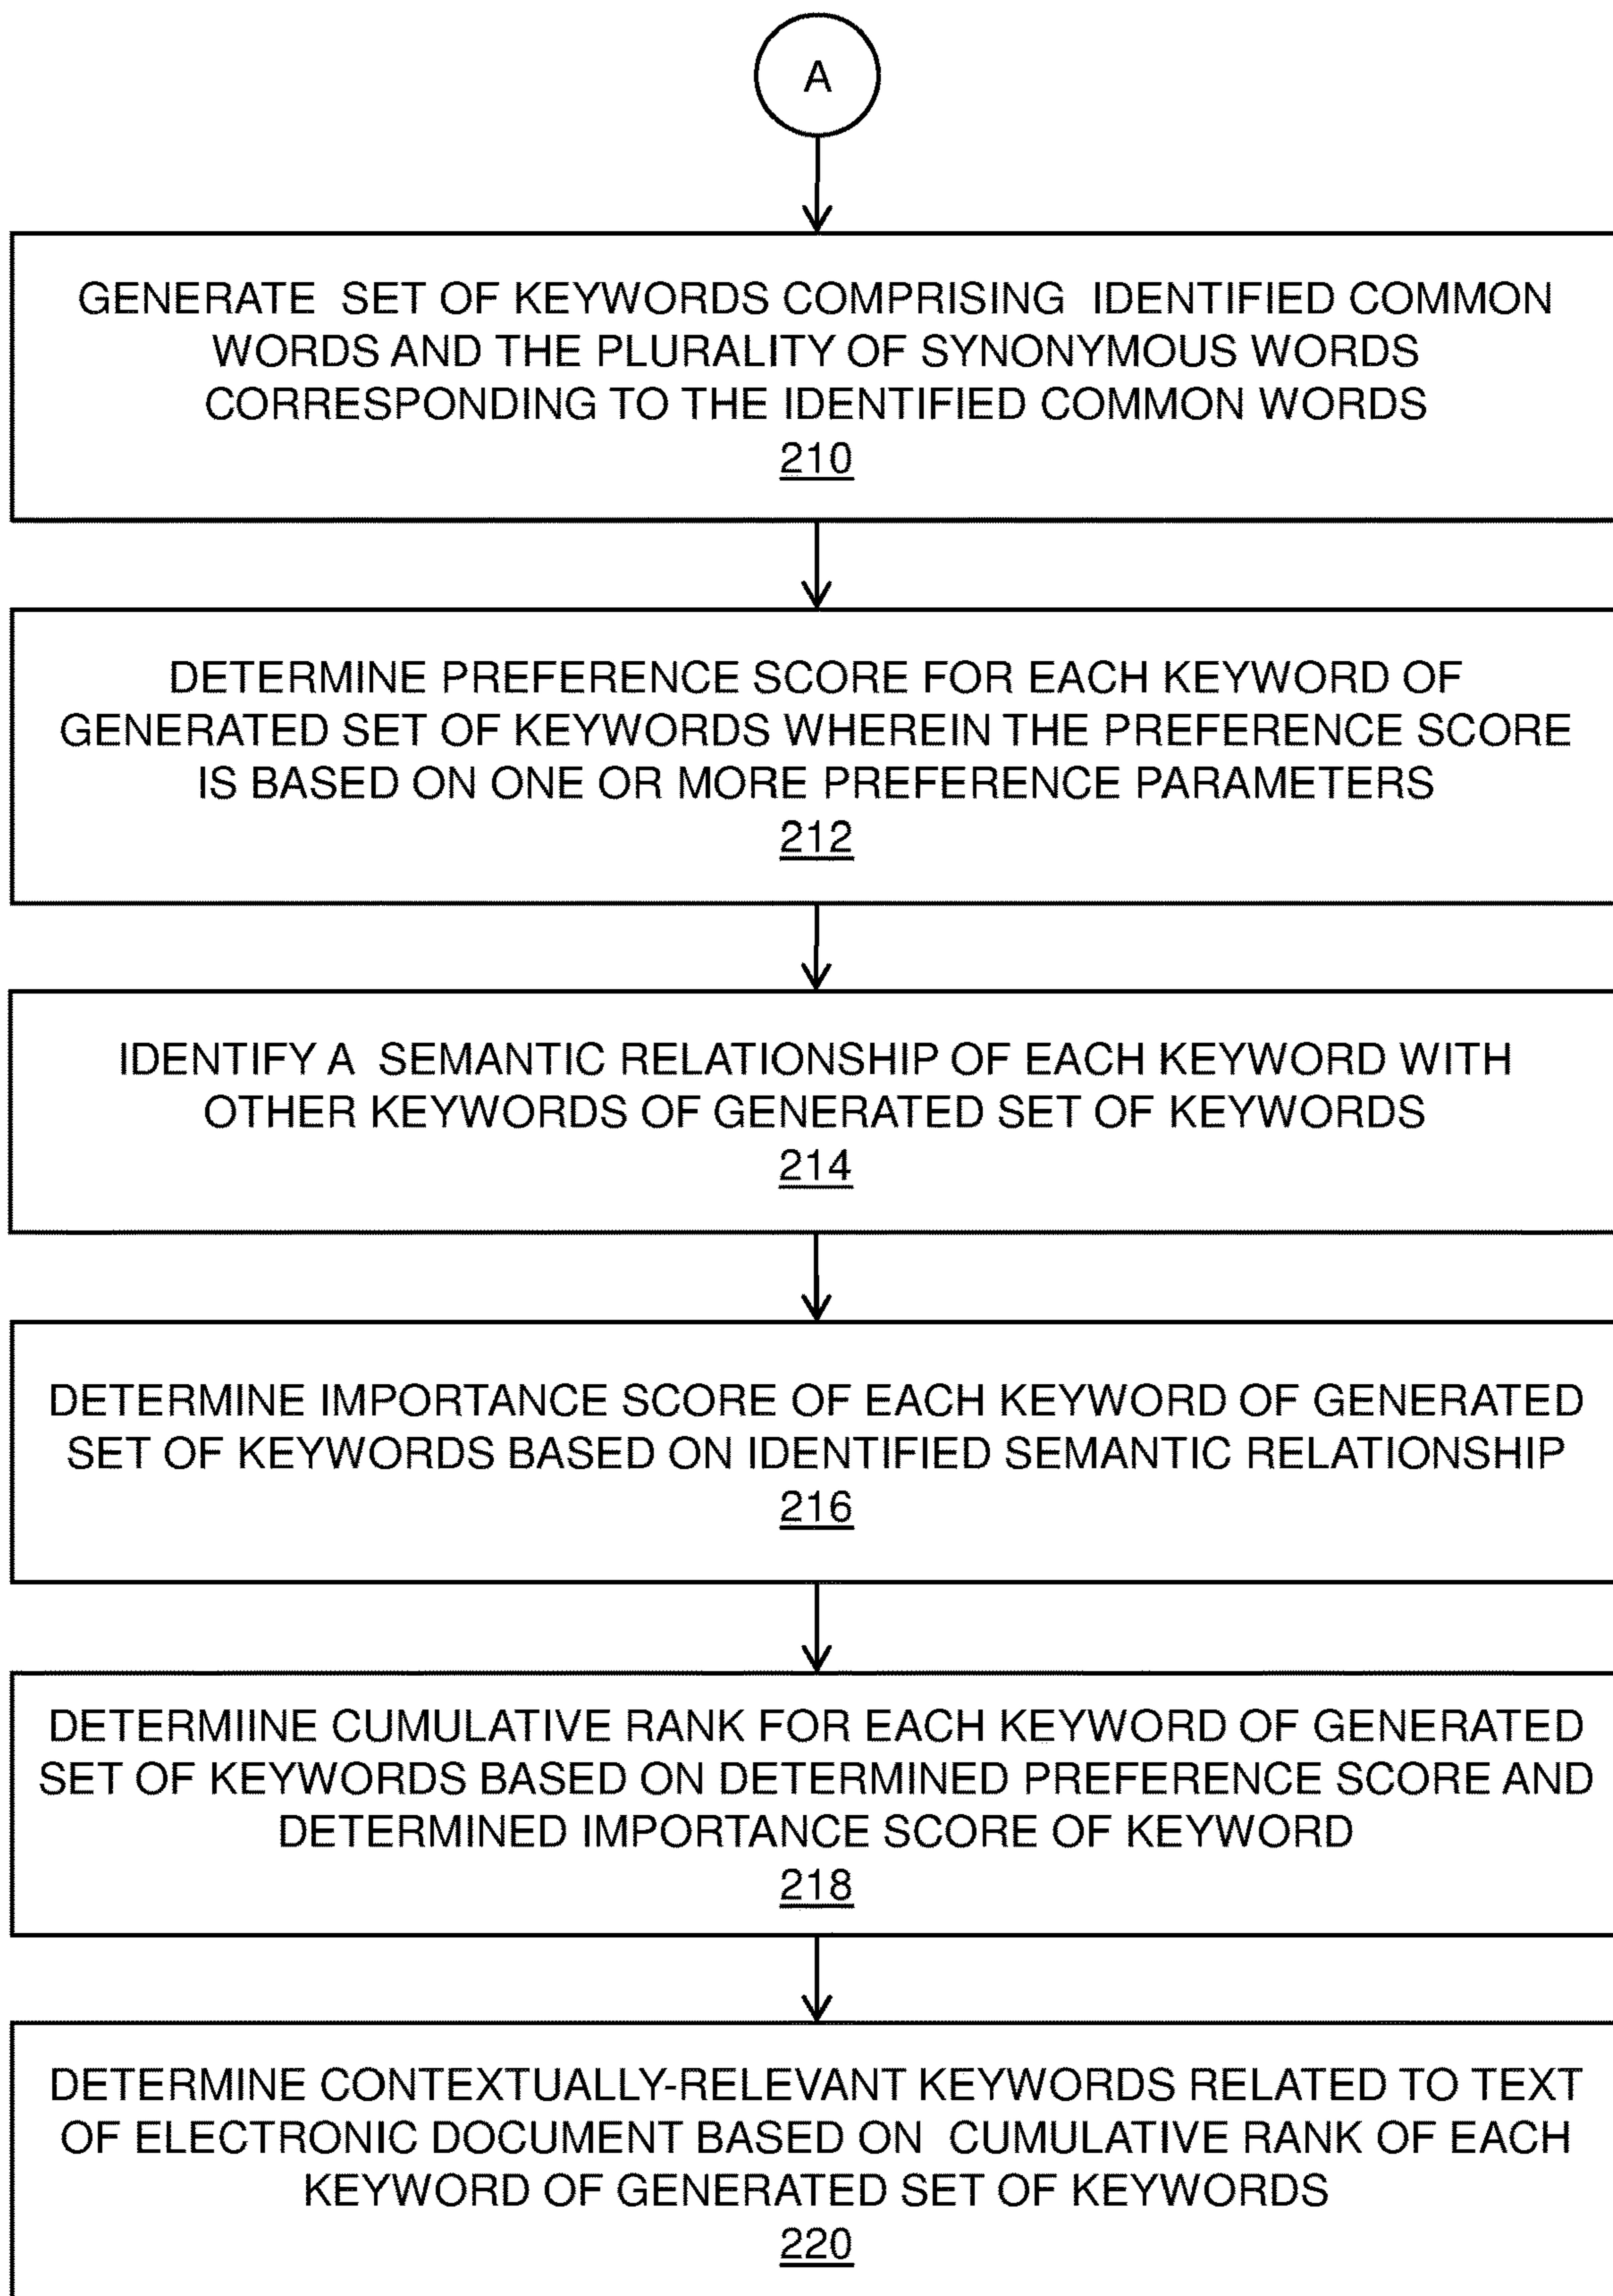 A
GENERATE SET OF KEYWORDS COMPRISING IDENTIFIED COMMON
WORDS AND THE PLURALITY OF SYNONYMOUS WORDS
CORRESPONDING TO THE IDENTIFIED COMMON WORDS
210
DETERMINE PREFERENCE SCORE FOR EACH KEYWORD OF
GENERATED SET OF KEYWORDS WHEREIN THE PREFERENCE SCORE
IS BASED ON ONE OR MORE PREFERENCE PARAMETERS
212
IDENTIFY A SEMANTIC RELATIONSHIP OF EACH KEYWORD WITH
OTHER KEYWORDS OF GENERATED SET OF KEYWORDS
214
DETERMINE IMPORTANCE SCORE OF EACH KEYWORD OF GENERATED
SET OF KEYWORDS BASED ON IDENTIFIED SEMANTIC RELATIONSHIP
216
DETERMIINE CUMULATIVE RANK FOR EACH KEYWORD OF GENERATED
SET OF KEYWORDS BASED ON DETERMINED PREFERENCE SCORE AND
DETERMINED IMPORTANCE SCORE OF KEYWORD
218
DETERMINE CONTEXTUALLY-RELEVANT KEYWORDS RELATED TO TEXT
OF ELECTRONIC DOCUMENT BASED ON CUMULATIVE RANK OF EACH
KEYWORD OF GENERATED SET OF KEYWORDS
220